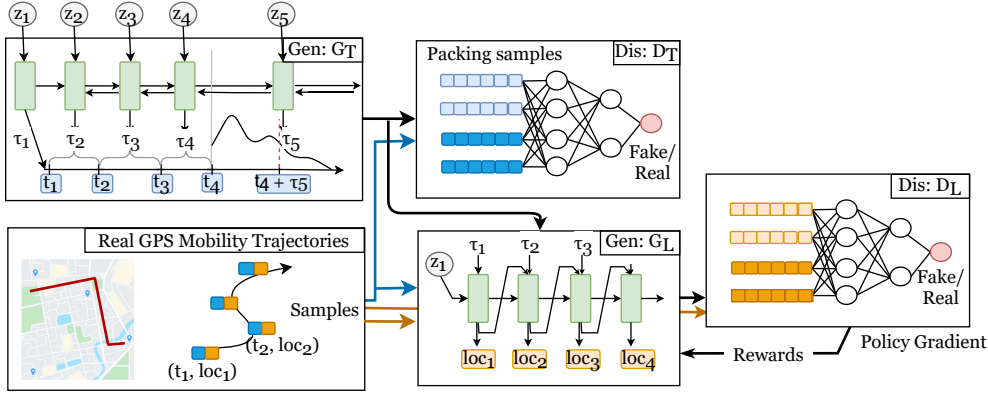 z1 z2 z3 z4 z5
Gen: GT
τ1 τ2 τ3 τ4 τ5
t1 t2 t3 t4 t4 + τ5
Packing samples
Dis: DT
Fake/
Real
Real GPS Mobility Trajectories
Samples
(t2, loc2)
(t1, loc1)
Gen: GL
z1
τ1 τ2 τ3
loc1 loc2 loc3 loc4
Dis: DL
Fake/
Real
Rewards
Policy Gradient